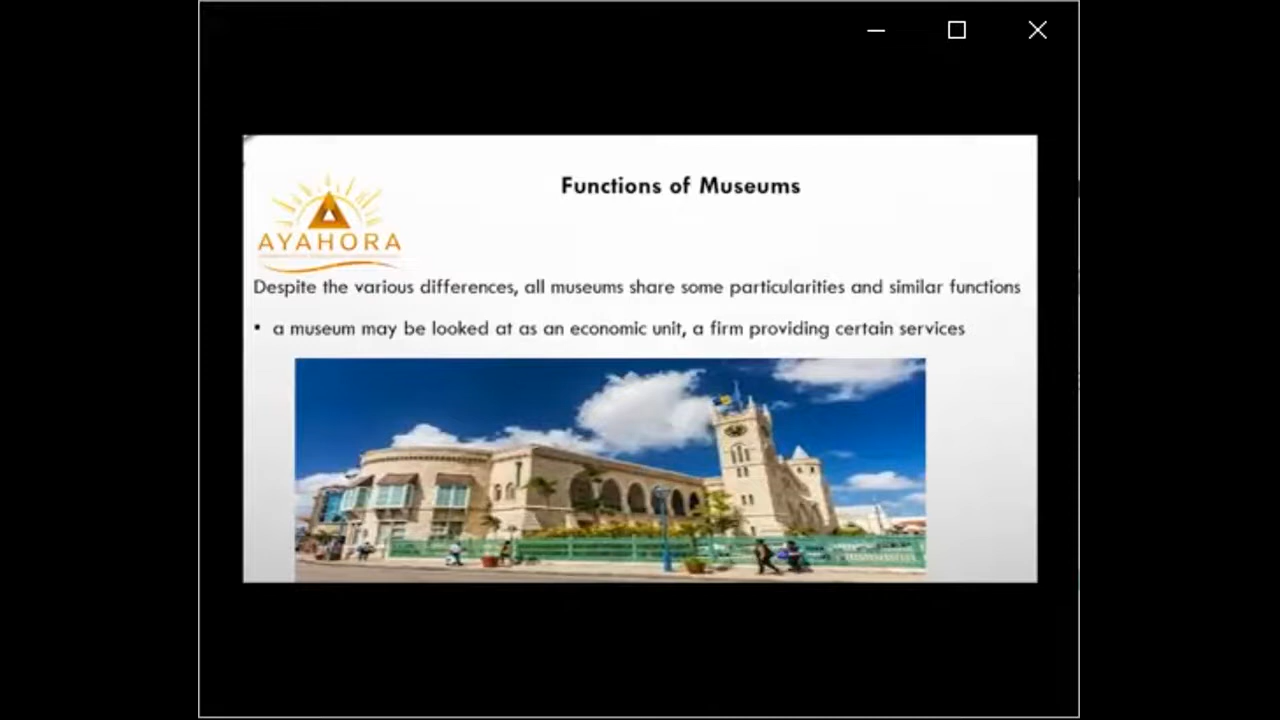 Functions of Museums
AYAHORA
Despite the various differences, all museums share some particularities and similar functions
• a museum may be looked at as an economic unit, a firm providing certain services